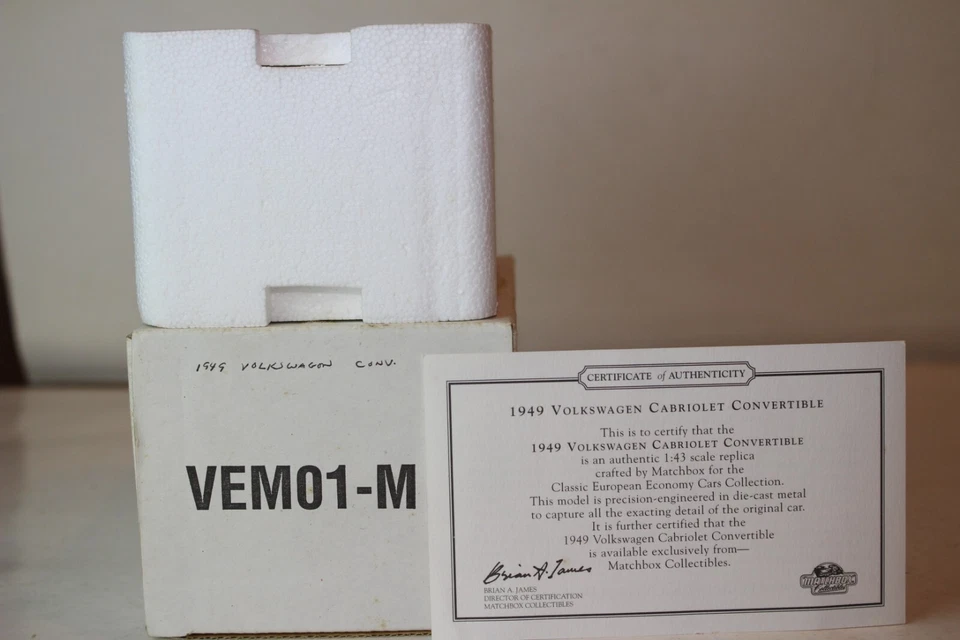 1949 VOLKSWAGON CONV.
VEM01-M
CERTIFICATE of AUTHENTICITY
1949 VOLKSWAGEN CABRIOLET CONVERTIBLE
This is to certify that the
1949 VOLKSWAGEN CABRIOLET CONVERTIBLE
is an authentic 1:43 scale replica
crafted by Matchbox for the
Classic European Economy Cars Collection.
This model is precision-engineered in die-cast metal
to capture all the exacting detail of the original car.
It is further certified that the
1949 Volkswagen Cabriolet Convertible
is available exclusively from—
Matchbox Collectibles.
Brian A. James
BRIAN A. JAMES
DIRECTOR OF CERTIFICATION
MATCHBOX COLLECTIBLES
MATCHBOX
Collectibles